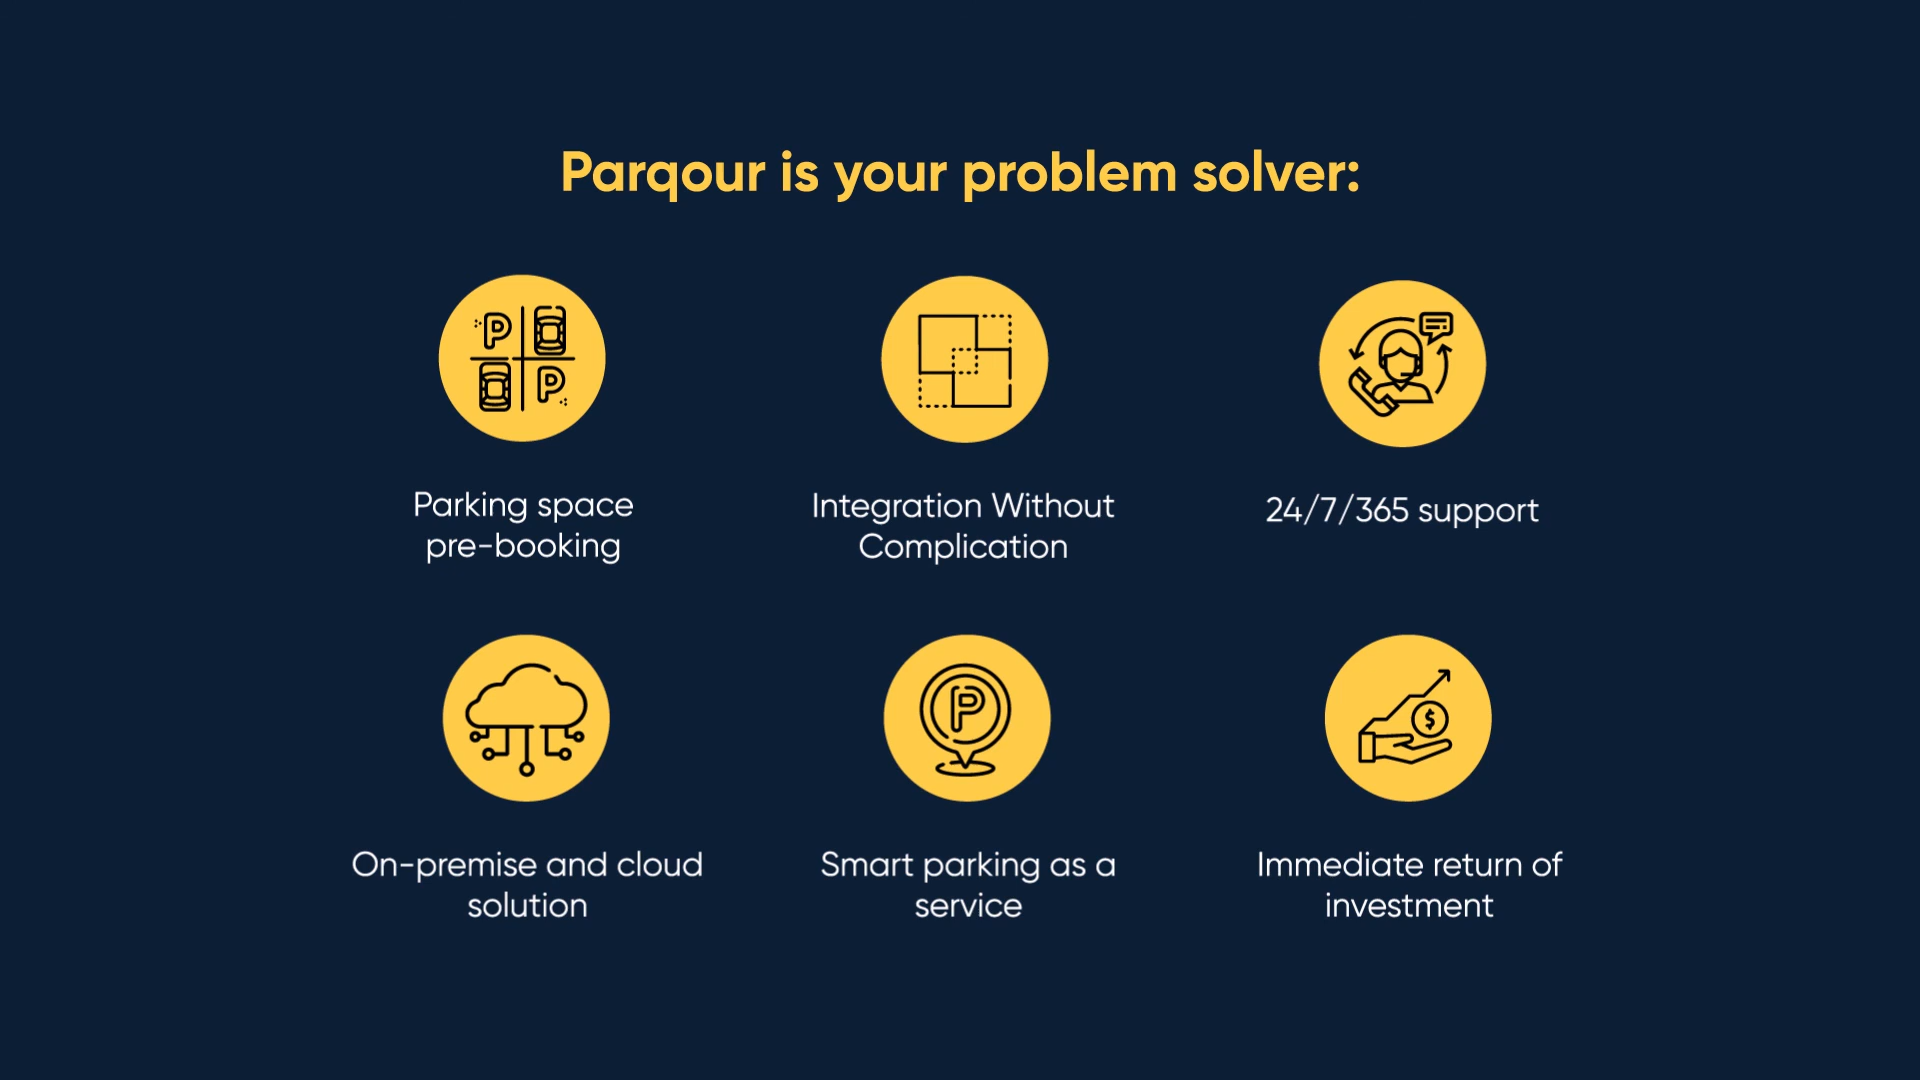 Parqour is your problem solver:
P
P
Parking space
pre-booking
Integration Without
Complication
24/7/365 support
On-premise and cloud
solution
P
Smart parking as a
service
$
Immediate return of
investment